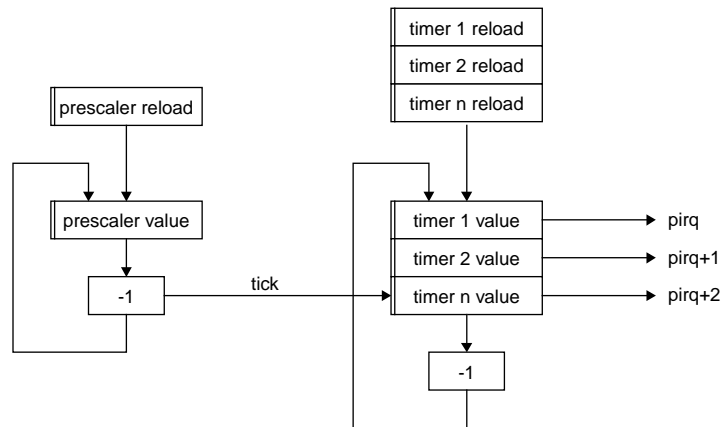 timer 1 reload
timer 2 reload
prescaler reload
timer n reload
prescaler value
timer 1 value
pirq
timer 2 value
pirq+1
-1
tick
timer n value
pirq+2
-1